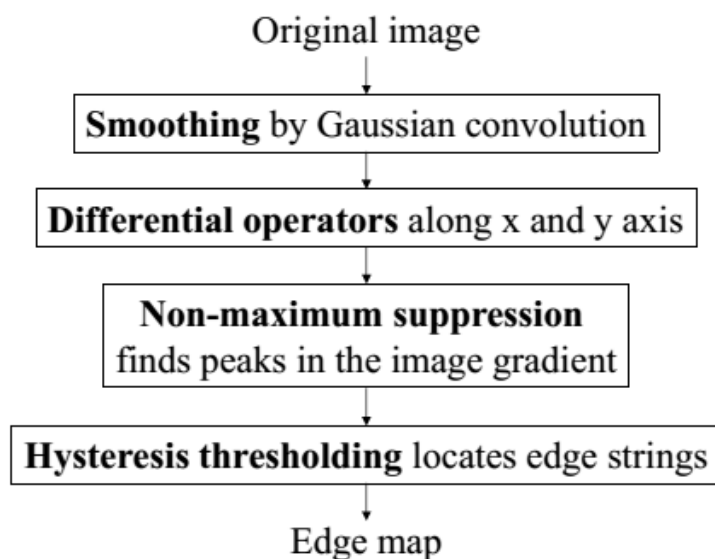 Original image
Smoothing by Gaussian convolution
Differential operators along x and y axis
Non-maximum suppression
finds peaks in the image gradient
Hysteresis thresholding locates edge strings
Edge map